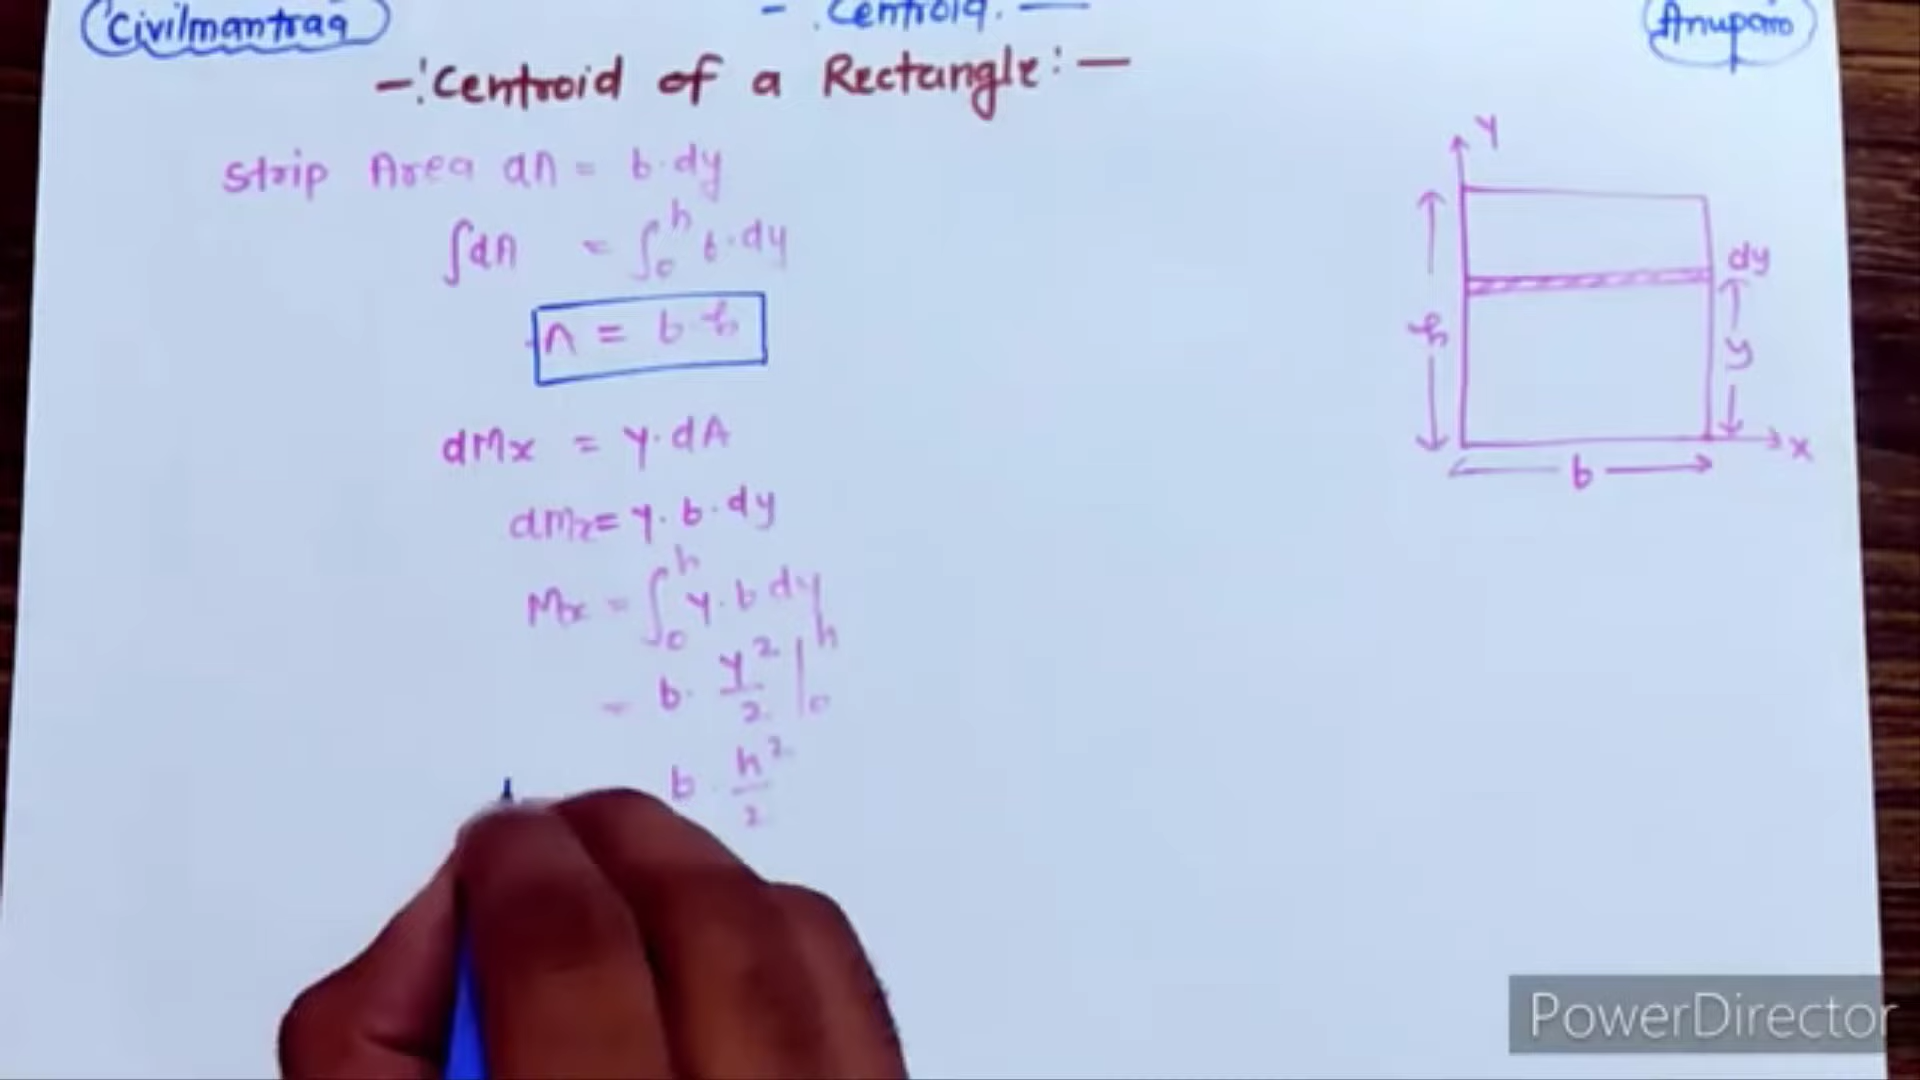 Civilmantraa
- . Centroid. —
Anupam
-: Centroid of a Rectangle: —
Strip Area dA = b.dy
∫dA = ∫₀ʰ b.dy
A = b.h
dMx = y.dA
dMx = y.b.dy
Mx = ∫₀ʰ y.b dy
= b. y²/2 |₀ʰ
b. h²/2
Y
dy
h
y
x
b
PowerDirector